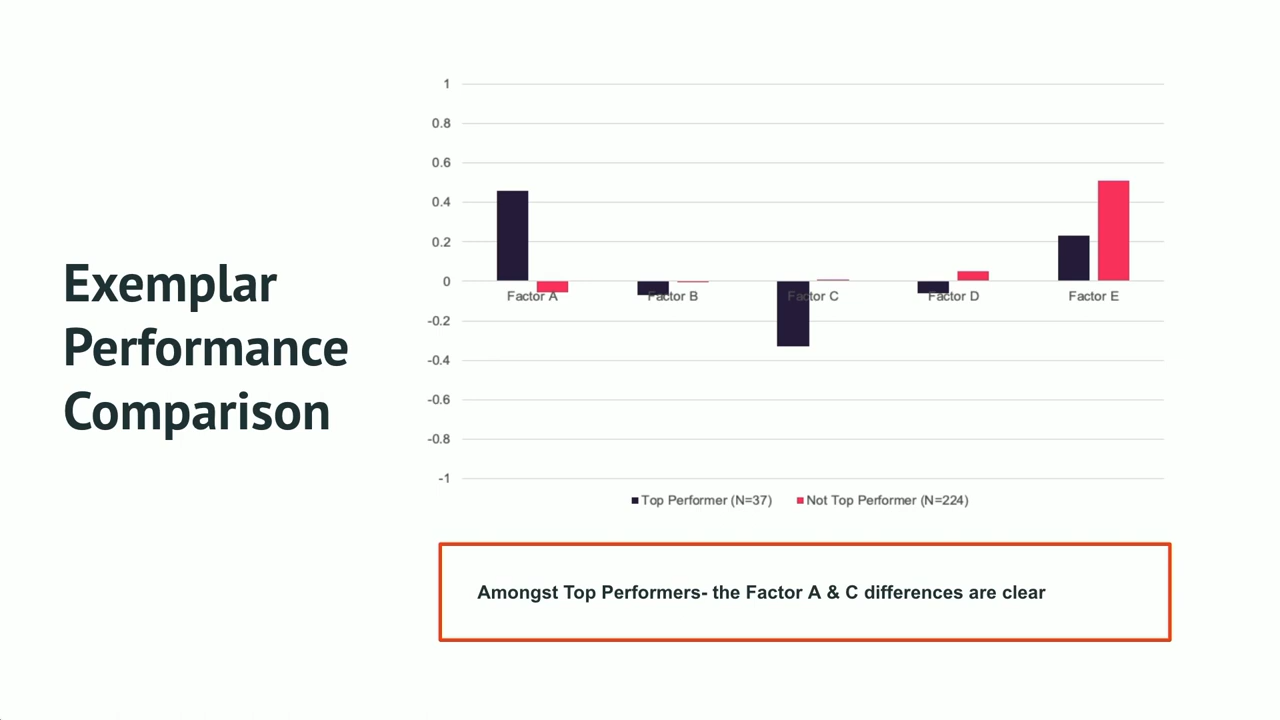 Exemplar
Performance
Comparison
1
0.8
0.6
0.4
0.2
0
-0.2
-0.4
-0.6
-0.8
-1
Factor A Factor B Factor C Factor D Factor E
Top Performer (N=37) Not Top Performer (N=224)
Amongst Top Performers- the Factor A & C differences are clear